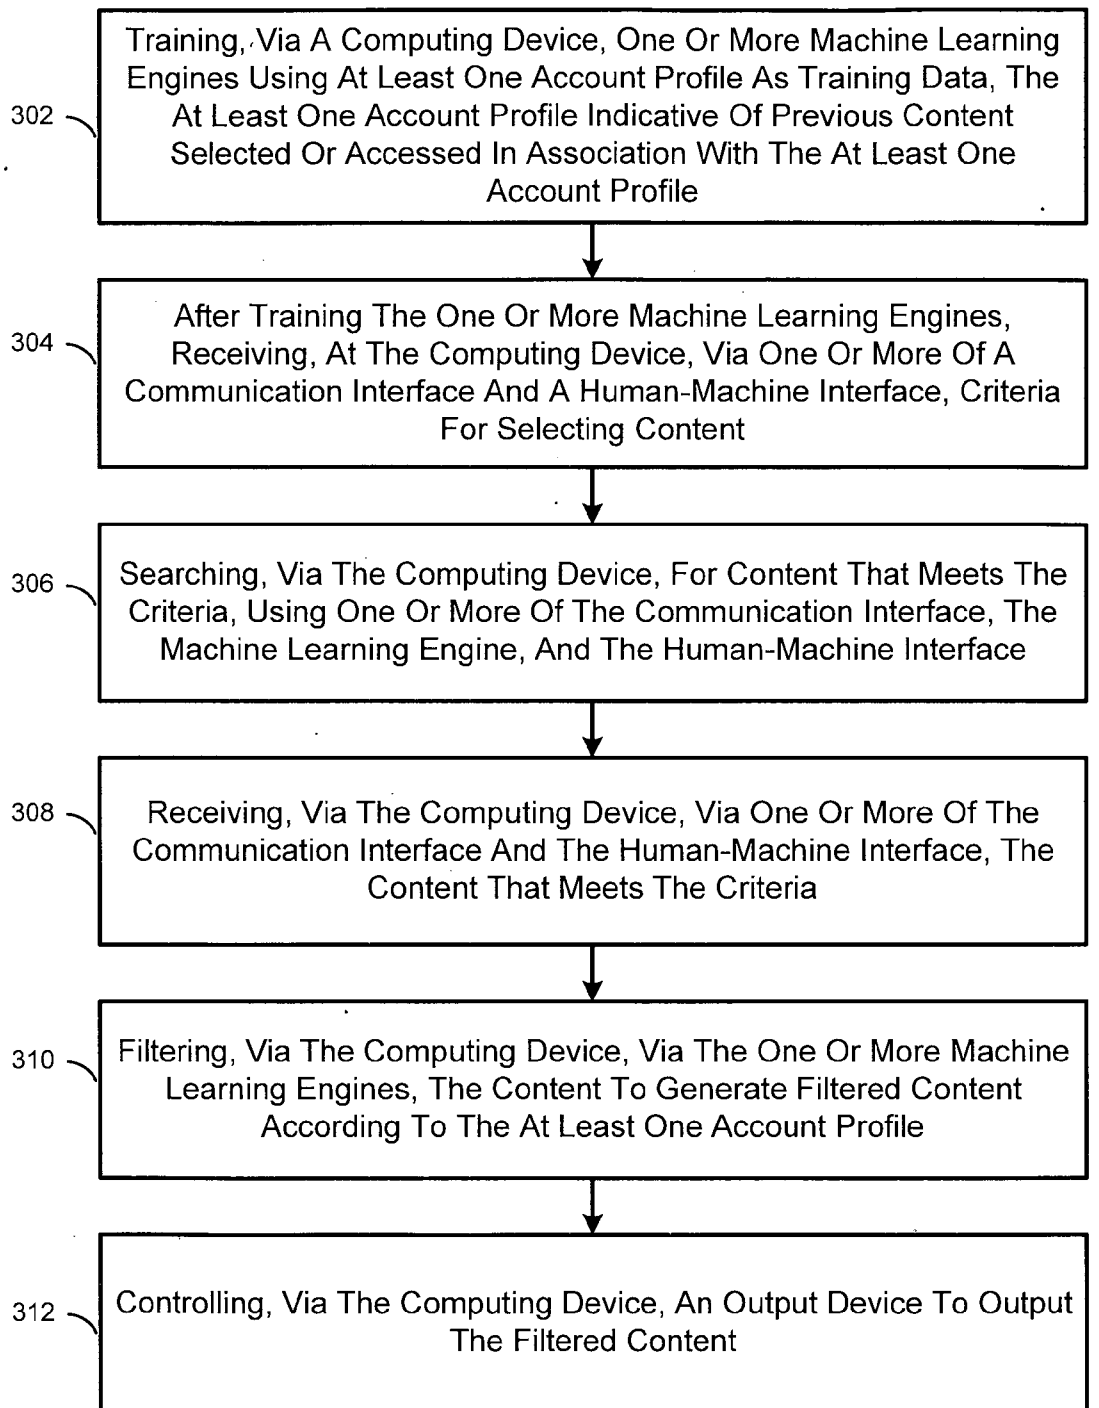 302
Training, Via A Computing Device, One Or More Machine Learning
Engines Using At Least One Account Profile As Training Data, The
At Least One Account Profile Indicative Of Previous Content
Selected Or Accessed In Association With The At Least One
Account Profile
304
After Training The One Or More Machine Learning Engines,
Receiving, At The Computing Device, Via One Or More Of A
Communication Interface And A Human-Machine Interface, Criteria
For Selecting Content
306
Searching, Via The Computing Device, For Content That Meets The
Criteria, Using One Or More Of The Communication Interface, The
Machine Learning Engine, And The Human-Machine Interface
308
Receiving, Via The Computing Device, Via One Or More Of The
Communication Interface And The Human-Machine Interface, The
Content That Meets The Criteria
310
Filtering, Via The Computing Device, Via The One Or More Machine
Learning Engines, The Content To Generate Filtered Content
According To The At Least One Account Profile
312
Controlling, Via The Computing Device, An Output Device To Output
The Filtered Content